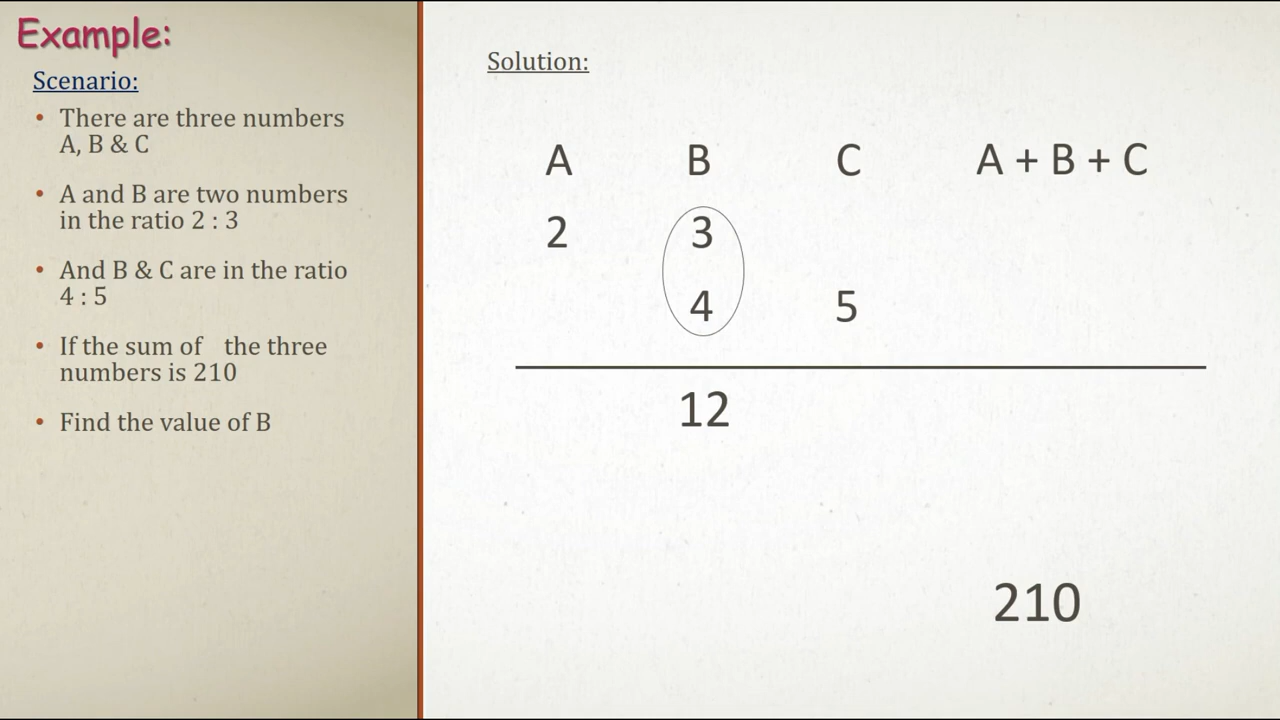 Example:
Scenario:
• There are three numbers
A, B & C
• A and B are two numbers
in the ratio 2 : 3
• And B & C are in the ratio
4 : 5
• If the sum of the three
numbers is 210
• Find the value of B
Solution:
A B C A + B + C
2 3
4 5
12
210